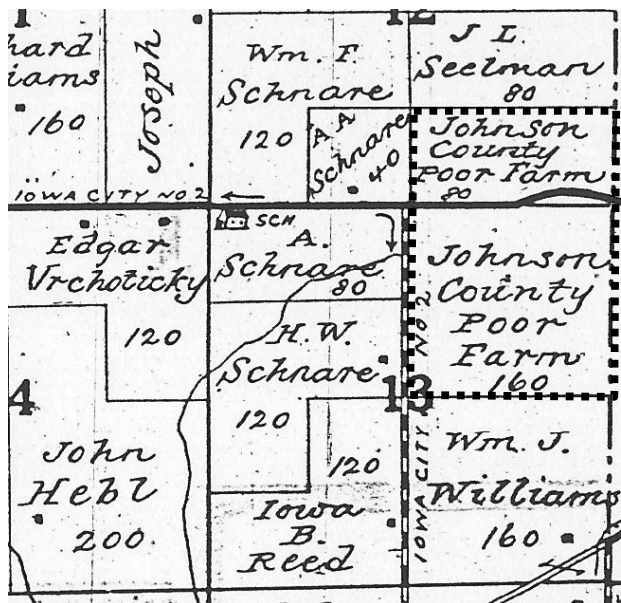 12
hard
iams
160
Joseph
Wm. F.
Schnare
120
A A
Schnare
40
J L.
Seelman
80
Johnson
County
Poor Farm
80
IOWA CITY NO 2
SCH.
Edgar
Vrchoticky
120
A.
Schnare
80
Johnson
County
Poor
Farm
160
H. W.
Schnare
120
13
4
John
Hebl
200.
120
Iowa
B.
Reed
IOWA CITY NO 2
Wm. J.
Williams
160